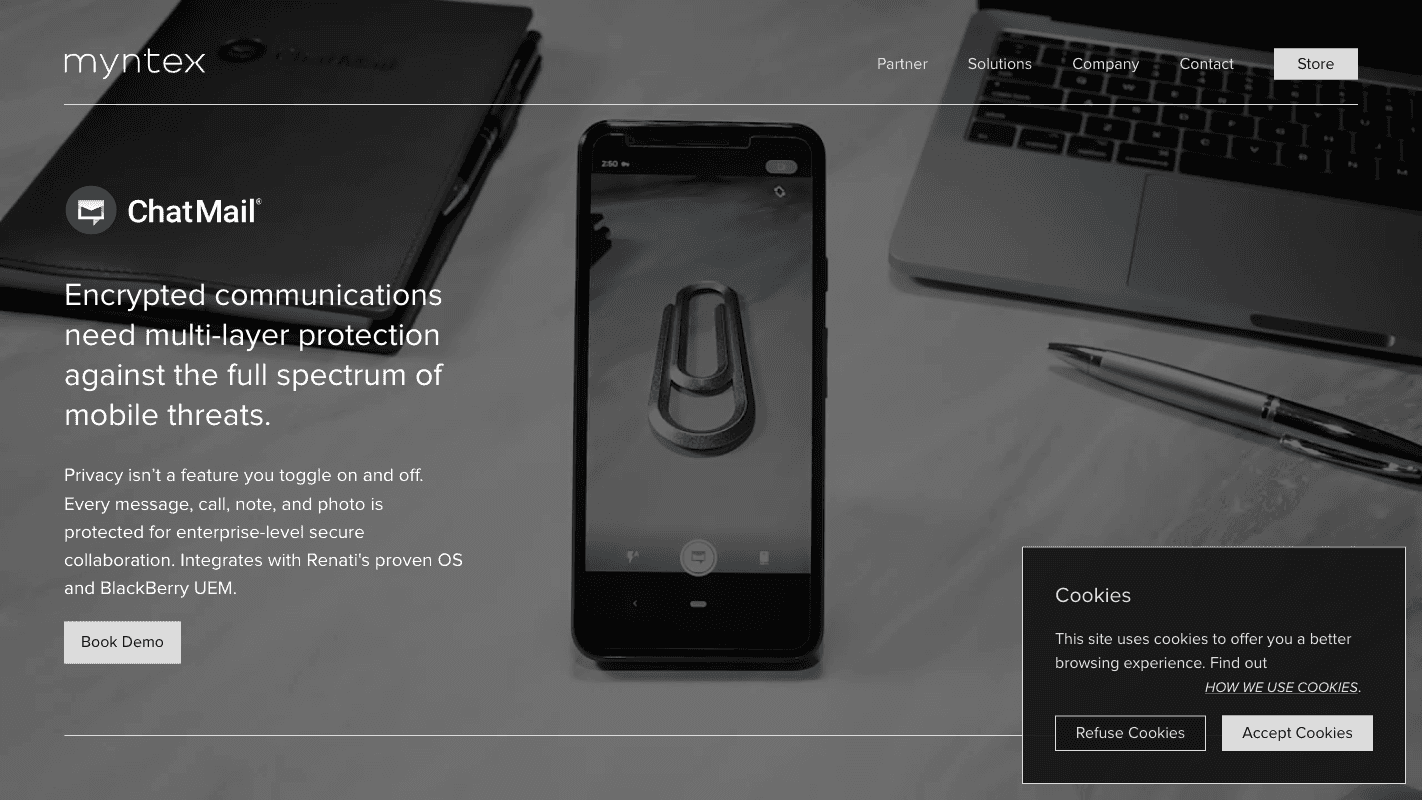 myntex
Partner
Solutions
Company
Contact
Store
ChatMail®
Encrypted communications
need multi-layer protection
against the full spectrum of
mobile threats.
Privacy isn’t a feature you toggle on and off.
Every message, call, note, and photo is
protected for enterprise-level secure
collaboration. Integrates with Renati's proven OS
and BlackBerry UEM.
Book Demo
2:50
Cookies
This site uses cookies to offer you a better
browsing experience. Find out
HOW WE USE COOKIES.
Refuse Cookies
Accept Cookies